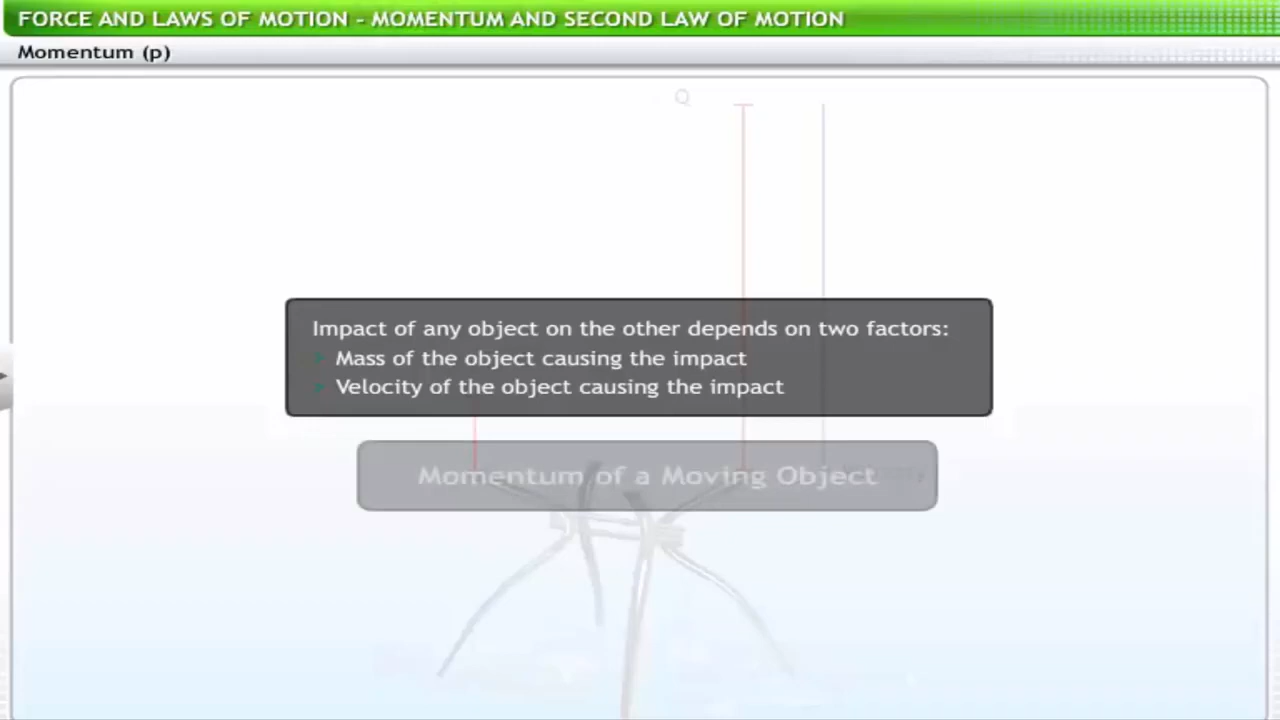 FORCE AND LAWS OF MOTION - MOMENTUM AND SECOND LAW OF MOTION
Momentum (p)
Q
Impact of any object on the other depends on two factors:
Mass of the object causing the impact
Velocity of the object causing the impact
Momentum of a Moving Object